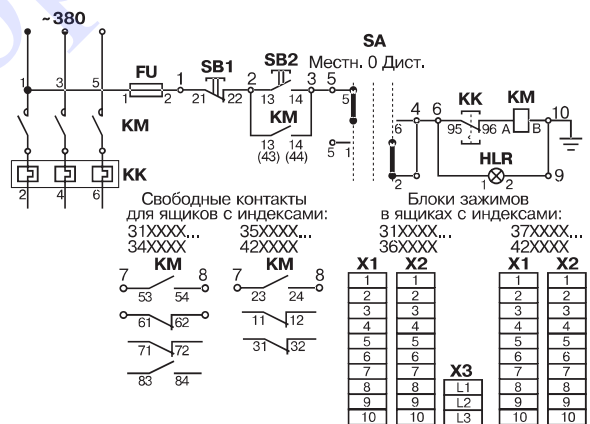 ~380
SA
Местн. 0 Дист.
FU
SB1
SB2
1 3 5
1 2
1
21 22
2
13 14
3
5
5
4
6
KK
KM
10
KM
KM
6
95 96
A B
13 14
(43) (44)
5 1
HLR
1 2
9
2
KK
2 4 6
Свободные контакты
для ящиков с индексами:
31XXXX...
34XXXX
35XXXX...
42XXXX
KM
KM
7 8
53 54
7 8
23 24
61 62
11 12
71 72
31 32
83 84
Блоки зажимов
в ящиках с индексами:
31XXXX...
36XXXX
37XXXX...
42XXXX
X1 X2 X1 X2
1 1 1 1
2 2 2 2
3 3 3 3
4 4 4 4
5 5 5 5
6 6 6 6
X3
7 7 7 7
8 8 L1 8 8
9 9 L2 9 9
10 10 L3 10 10